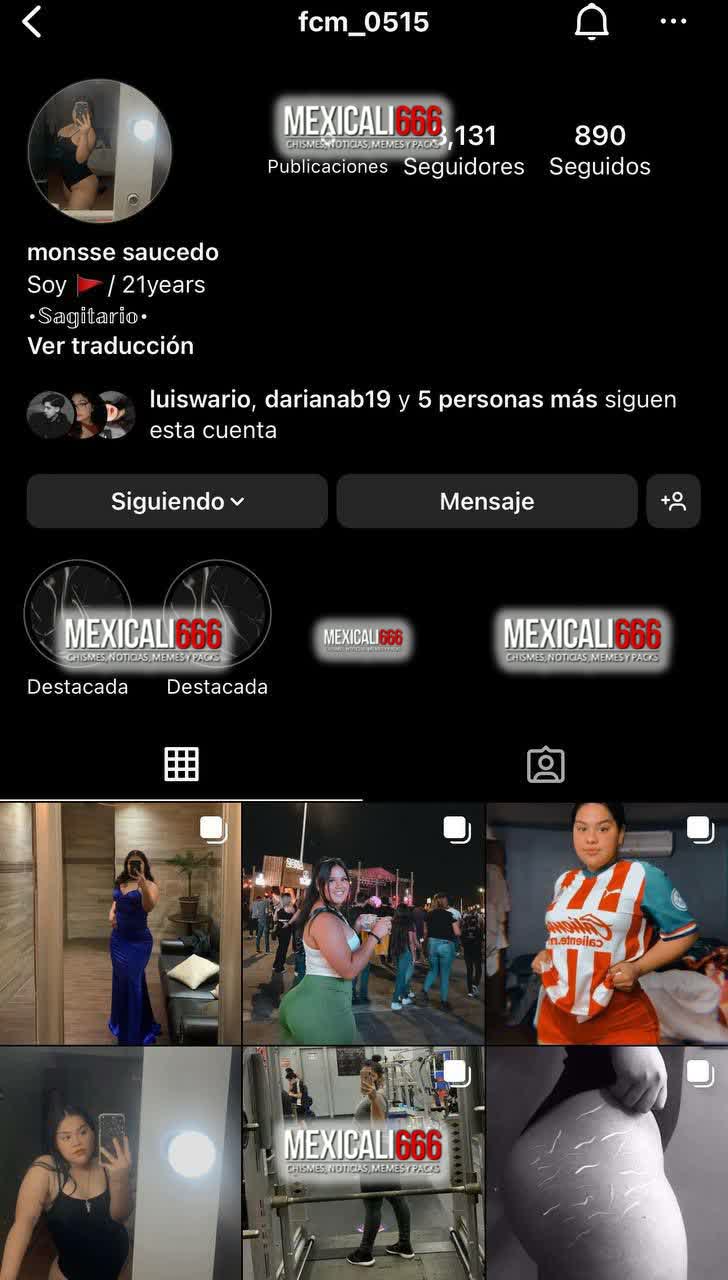 fcm_0515
MEXICALI666
CHISMES, NOTICIAS, MEMES Y PACKS
,131
890
Publicaciones
Seguidores
Seguidos
monsse saucedo
Soy 🚩/ 21years
•𝕊𝕒𝕘𝕚𝕥𝕒𝕣𝕚𝕠•
Ver traducción
luiswario, darianab19 y 5 personas más siguen
esta cuenta
Siguiendo
Mensaje
MEXICALI666
CHISMES, NOTICIAS, MEMES Y PACKS
MEXICALI666
CHISMES, NOTICIAS, MEMES Y PACKS
MEXICALI666
CHISMES, NOTICIAS, MEMES Y PACKS
Destacada
Destacada
caliente.mx
MEXICALI666
CHISMES, NOTICIAS, MEMES Y PACKS